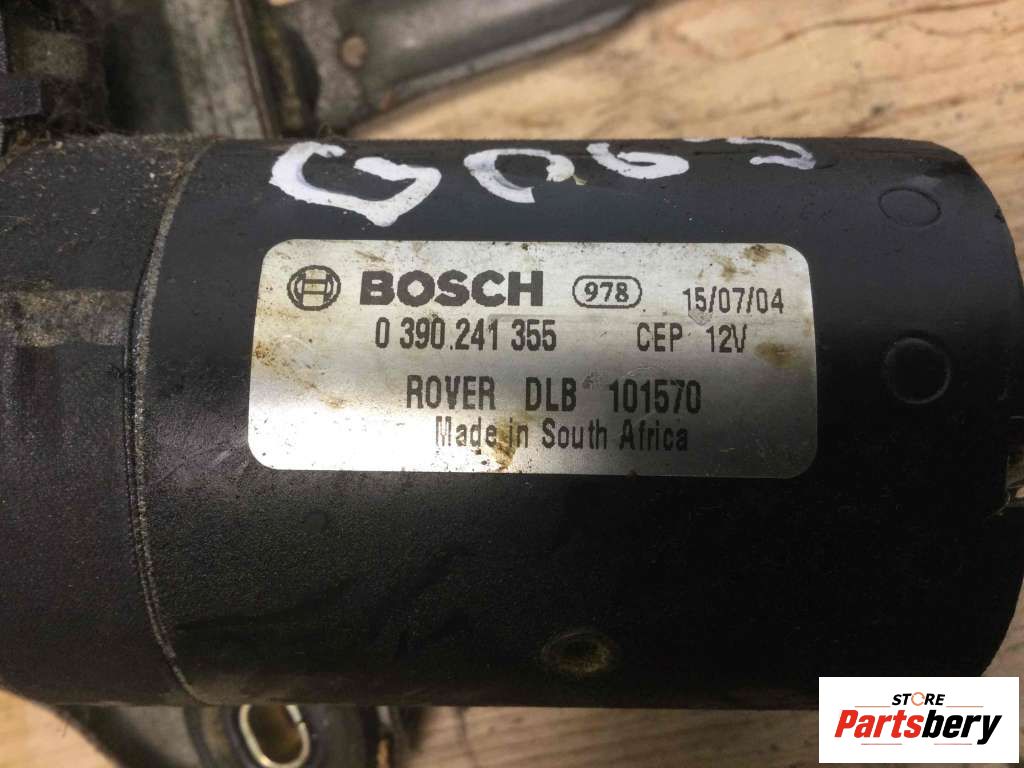 G063
BOSCH 978 15/07/04
0 390.241 355 CEP 12V
ROVER DLB 101570
Made in South Africa
STORE
Partsbery